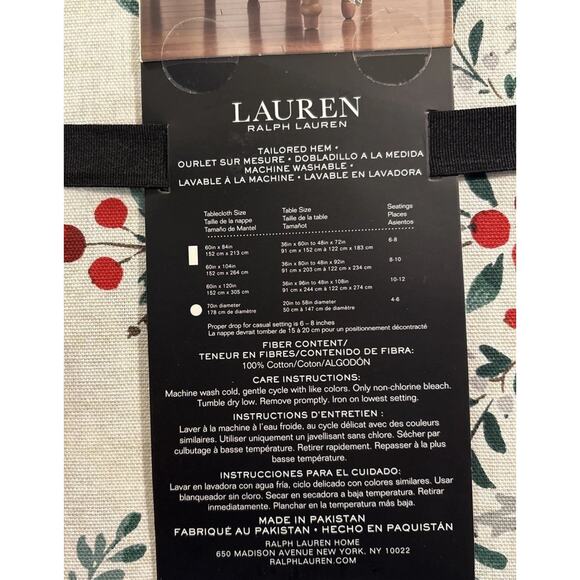 LAUREN
RALPH LAUREN
TAILORED HEM •
OURLET SUR MESURE • DOBLADILLO A LA MEDIDA
MACHINE WASHABLE •
LAVABLE À LA MACHINE • LAVABLE EN LAVADORA
Tablecloth Size Table Size Seatings
Taille de la nappe Taille de la table Places
Tamaño de Mantel Tamañot Asientos
60in x 84in 36in x 60in to 48in x 72in 6-8
152 cm x 213 cm 91 cm x 152 cm to 122 cm x 183 cm
60in x 104in 36in x 80in to 48in x 92in 8-10
152 cm x 264 cm 91 cm x 203 cm to 122 cm x 234 cm
60in x 120in 36in x 96in to 48in x 108in 10-12
152 cm x 305 cm 91 cm x 244 cm to 122 cm x 274 cm
70in diameter 20in to 58in diameter 4-6
178 cm de diamètre 50 cm à 147 cm de diamètre
Proper drop for casual setting is 6 – 8 inches
La nappe devrait tomber de 15 à 20 cm pour un positionnement décontracté
FIBER CONTENT/
TENEUR EN FIBRES/CONTENIDO DE FIBRA:
100% Cotton/Coton/ALGODÓN
CARE INSTRUCTIONS:
Machine wash cold, gentle cycle with like colors. Only non-chlorine bleach.
Tumble dry low. Remove promptly. Iron on lowest setting.
INSTRUCTIONS D'ENTRETIEN :
Laver à la machine à l'eau froide, au cycle délicat avec des couleurs
similaires. Utiliser uniquement un javellisant sans chlore. Sécher par
culbutage à basse température. Retirer rapidement. Repasser à la plus
basse température.
INSTRUCCIONES PARA EL CUIDADO:
Lavar en lavadora con agua fría, ciclo delicado con colores similares. Usar
blanqueador sin cloro. Secar en secadora a baja temperatura. Retirar
inmediatamente. Planchar en la temperatura más baja.
MADE IN PAKISTAN
FABRIQUÉ AU PAKISTAN • HECHO EN PAQUISTÁN
RALPH LAUREN HOME
650 MADISON AVENUE NEW YORK, NY 10022
RALPHLAUREN.COM